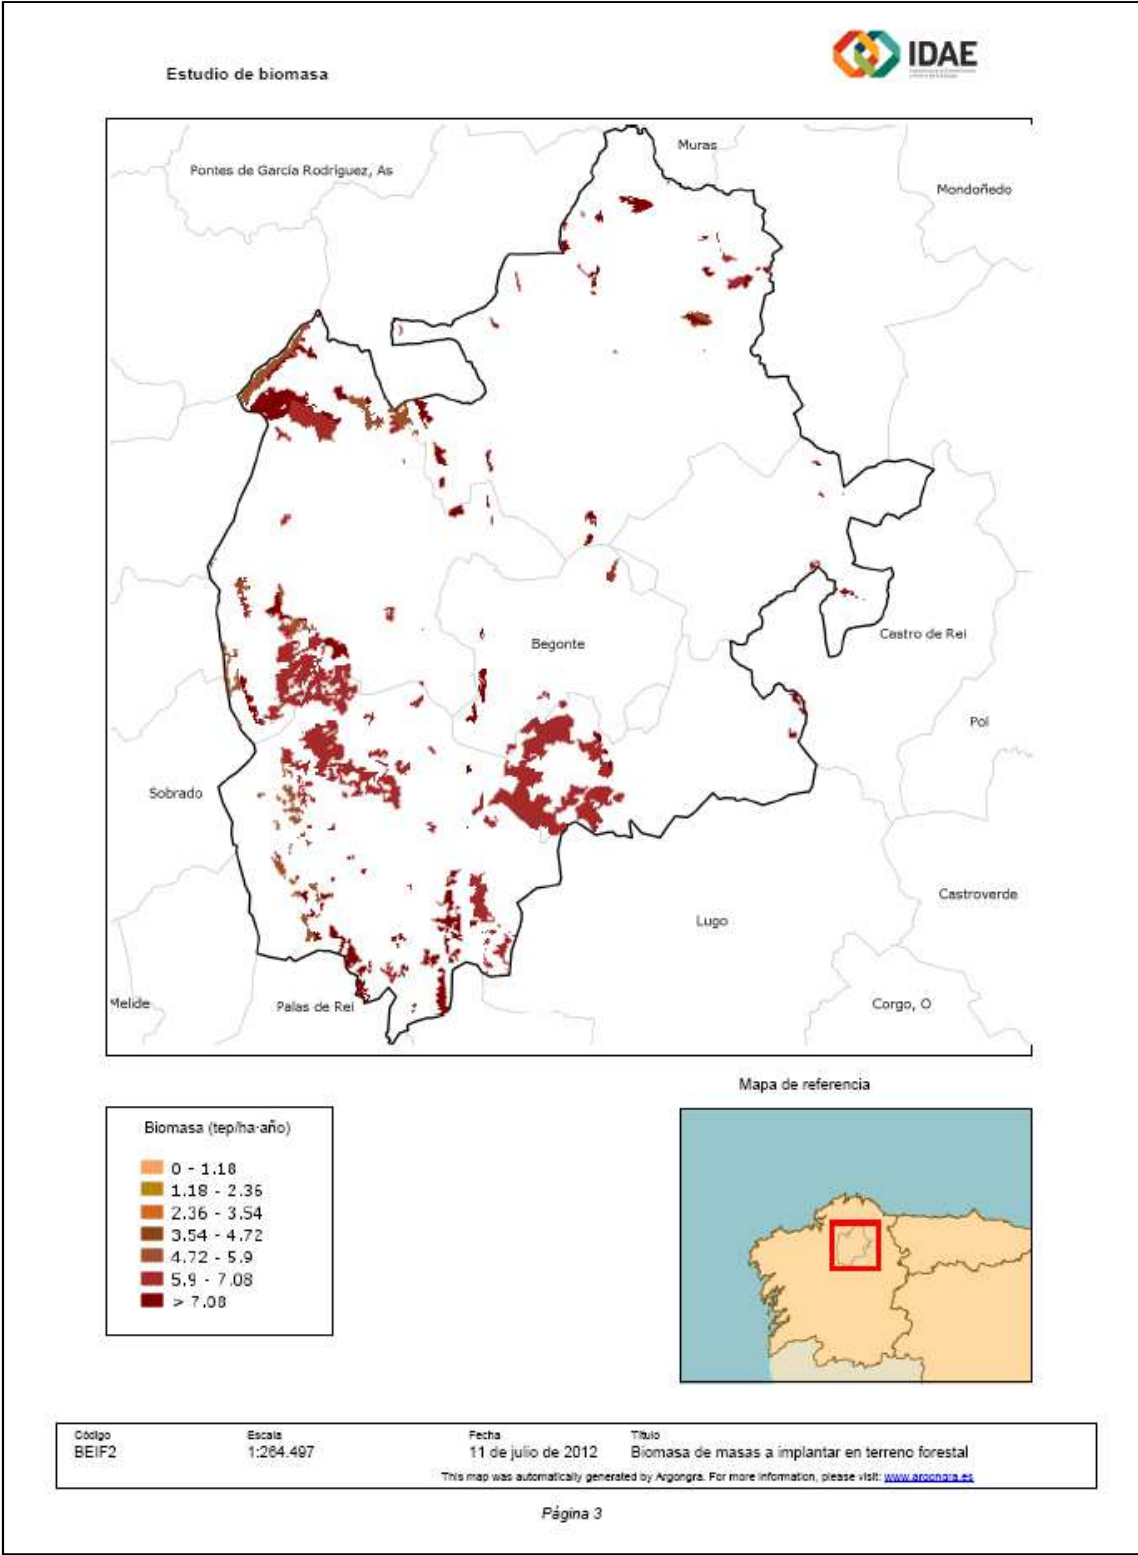 Estudio de biomasa
IDAE
Muras
Pontes de García Rodríguez, As
Mondoñedo
Begonte
Castro de Rei
Pol
Sobrado
Castroverde
Lugo
Melide
Palas de Rei
Corgo, O
Mapa de referencia
Biomasa (tep/ha·año)
0 - 1.18
1.18 - 2.36
2.36 - 3.54
3.54 - 4.72
4.72 - 5.9
5.9 - 7.08
> 7.08
Código Escala Fecha Título
BEIF2 1:264.497 11 de julio de 2012 Biomasa de masas a implantar en terreno forestal
This map was automatically generated by Argongra. For more information, please visit: www.argongra.es
Página 3